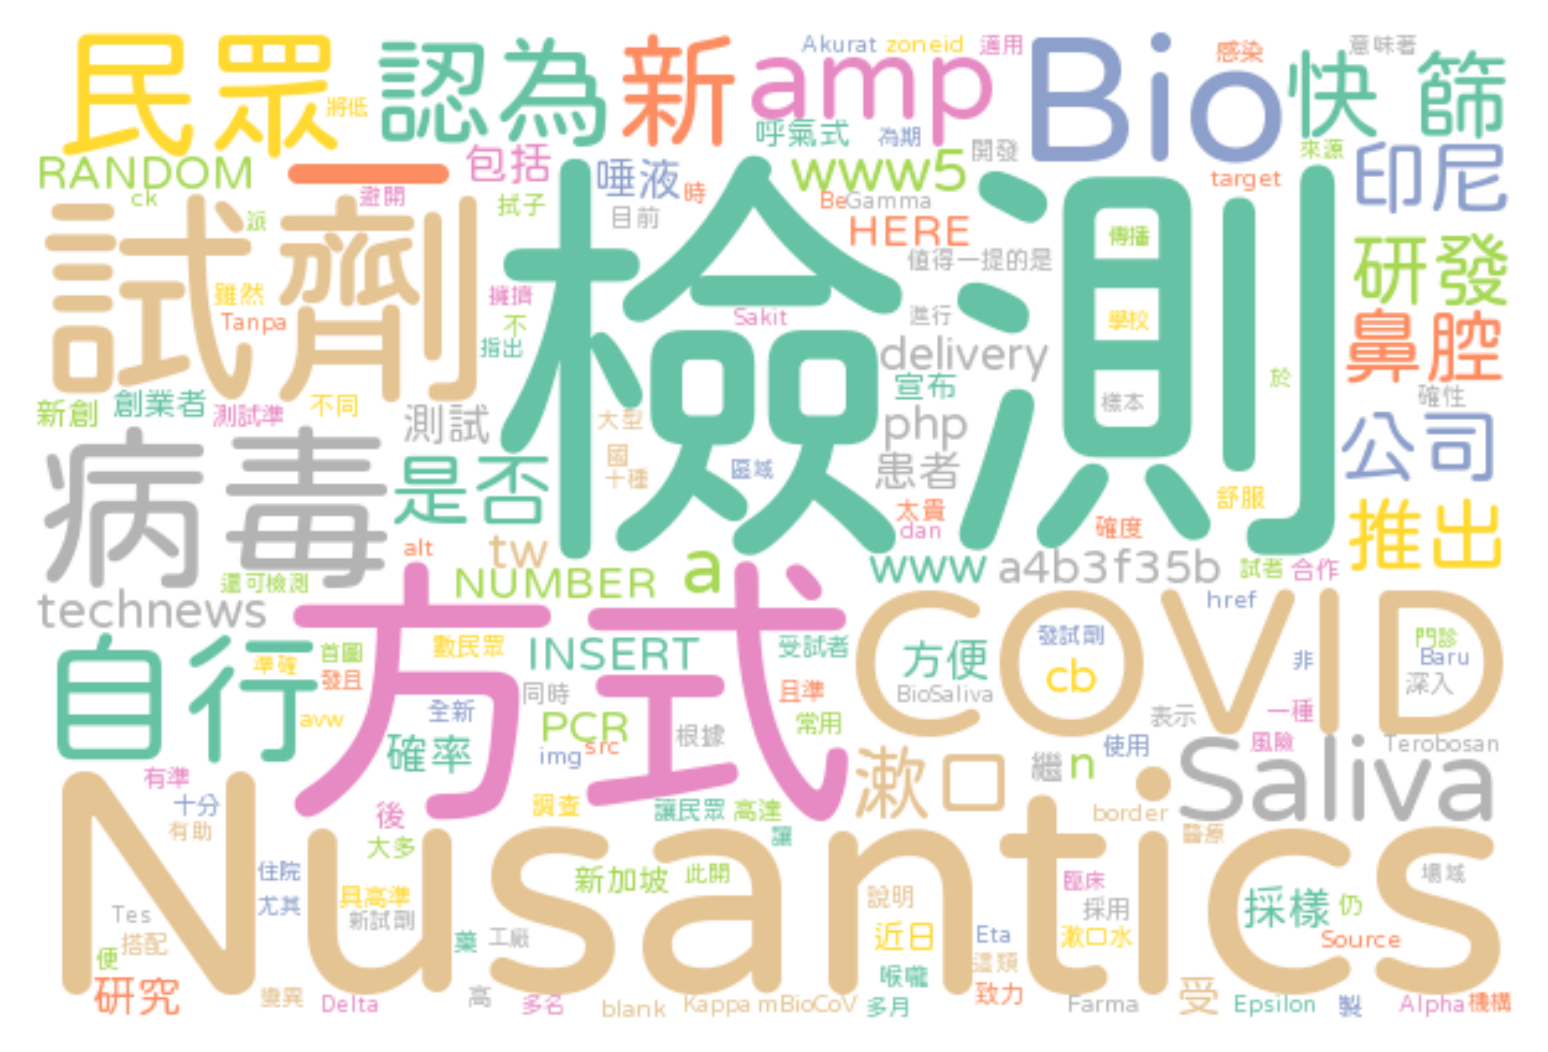 民眾 將低 認為 新 amp Akurat zoneid 適用 Bio 感染 意味著 快篩
RANDOM ck 一 避開 包括 唾液 呼氣式 為期 www5 開發 target 來源 印尼
派 拭子 目前 時 Be Gamma HERE 值得一提的是 傳播
試劑 雖然 Tanpa 擁擠 不 指出 檢測 Sakit 進行 學校 研發
新創 創業者 測試準 不同 測試 大型 delivery 宣布 php 樣本 於 鼻腔 確性
病毒 是否 國 十種 區域 患者 太貴 dan 確度 舒服 公司
technews 還可檢測 alt tw NUMBER a www a4b3f35b 試者 合作 推出
自行 準確 首圖 發且 avw 方式 數民眾 INSERT 受試者 COVID 方便 發試劑 cb href 非 門診 Baru 深入
全新 確率 同時 PCR img src 根據 且準 常用 BioSaliva 表示 一種 使用 風險 Terobosan
有準 十分 有助 後 大多 調查 讓民眾 高達 讓 漱口 繼 n border Saliva 醫療
Nusantics 住院 尤其 具高準 新試劑 新加坡 此開 說明 臨床 採用 採樣 仍 場域
Tes 搭配 便 藥 工廠 近日 Eta 漱口水 Source
研究 變異 Delta 高 多名 blank Kappa mBioCoV 喉嚨 多月 這類 致力 Farma 受 Epsilon 製 Alpha 機構